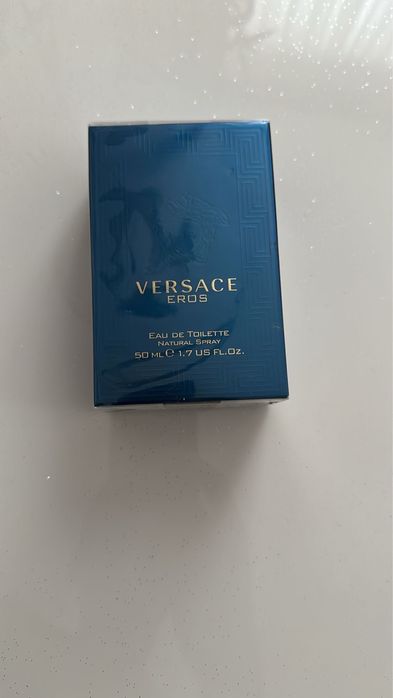 VERSACE
EROS
EAU DE TOILETTE
NATURAL SPRAY
50 ML ℮ 1.7 US FL.OZ.